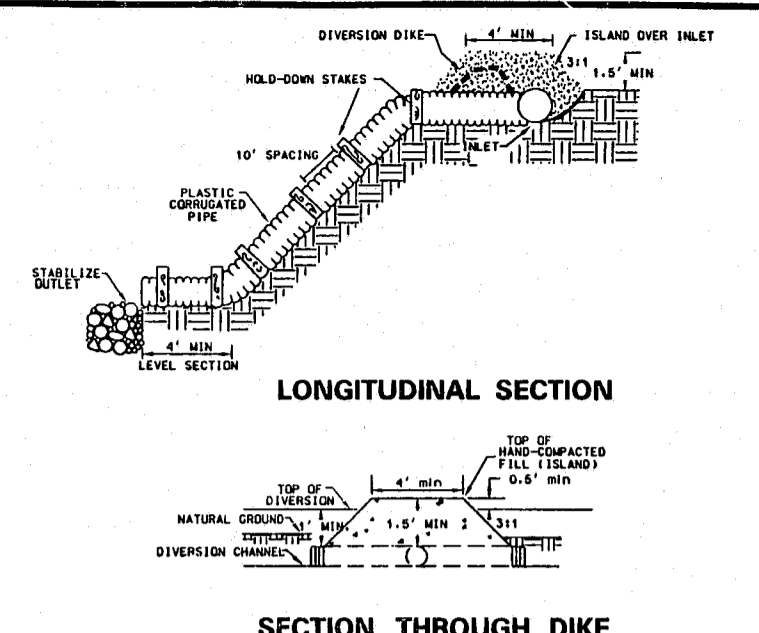 DIVERSION DIKE
4' MIN
ISLAND OVER INLET
3:1
1.5' MIN
HOLD-DOWN STAKES
INLET
10' SPACING
PLASTIC
CORRUGATED
PIPE
STABILIZE
OUTLET
4' MIN
LEVEL SECTION
LONGITUDINAL SECTION
TOP OF
HAND-COMPACTED
FILL (ISLAND)
4' min
0.5' min
TOP OF
DIVERSION
NATURAL GROUND
1' MIN
1.5' MIN
3:1
DIVERSION CHANNEL
SECTION THROUGH DIKE